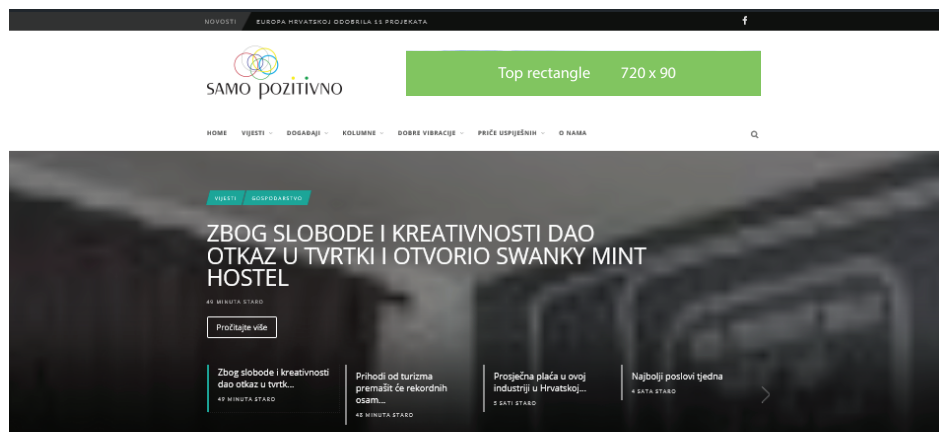 NOVOSTI EUROPA HRVATSKOJ ODOBRILA 55 PROJEKATA
SAMO POZITIVNO
Top rectangle 720 x 90
HOME VIJESTI DOGAĐAJI KOLUMNE DOBRE VIBRACIJE PRIČE USPIJEŠNIH O NAMA
VIJESTI GOSPODARSTVO
ZBOG SLOBODE I KREATIVNOSTI DAO
OTKAZ U TVRTKI I OTVORIO SWANKY MINT
HOSTEL
49 MINUTA STARO
Pročitajte više
Zbog slobode i kreativnosti
dao otkaz u tvrtk...
49 MINUTA STARO
Prihodi od turizma
premašit će rekordnih
osam...
48 MINUTA STARO
Prosječna plaća u ovoj
industriji u Hrvatskoj...
5 SATI STARO
Najbolji poslovi tjedna
4 SATA STARO